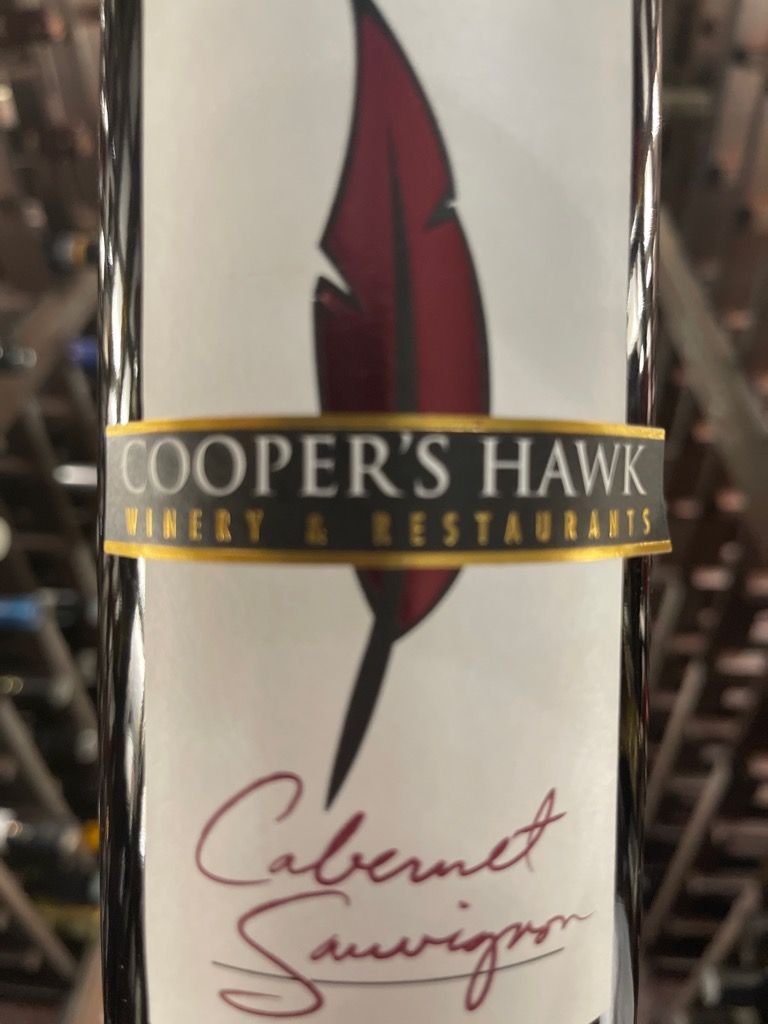 COOPER'S HAWK
WINERY & RESTAURANTS
Cabernet
Sauvignon